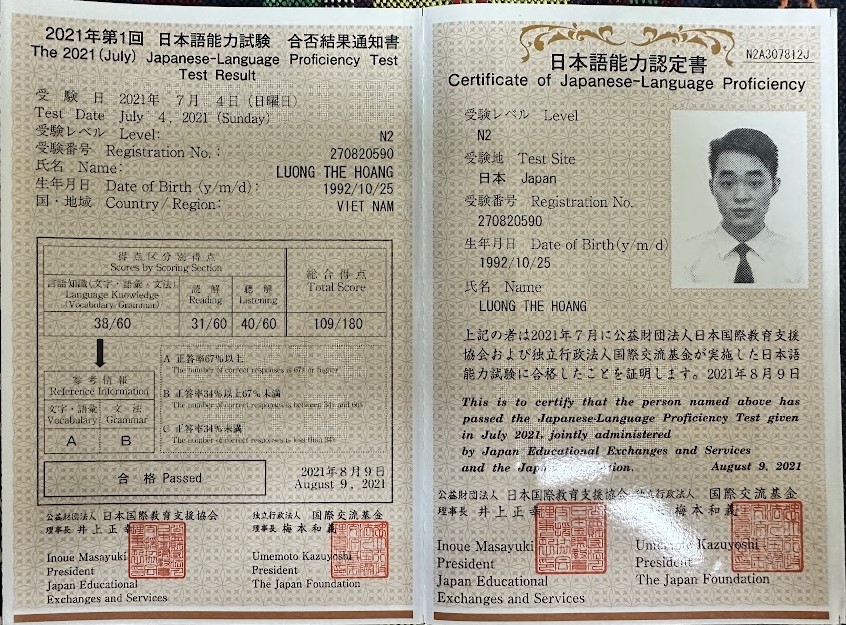 2021年第1回 日本語能力試験 合否結果通知書
The 2021(July) Japanese-Language Proficiency Test
Test Result
受験日 2021年 7月 4日(日曜日)
Test Date July 4, 2021 (Sunday)
受験レベル Level: N2
受験番号 Registration No.: 270820590
氏名 Name: LUONG THE HOANG
生年月日 Date of Birth (y/m/d): 1992/10/25
国・地域 Country/Region: VIET NAM
得点区分別得点
Scores by Scoring Section
総合得点
Total Score
言語知識(文字・語彙・文法)
Language Knowledge
(Vocabulary/Grammar)
読解
Reading
聴解
Listening
38/60 31/60 40/60 109/180
参考情報
Reference Information
文字・語彙
Vocabulary
文法
Grammar
A B
A 正答率67%以上
The number of correct responses is 67% or higher
B 正答率34%以上67%未満
The number of correct responses is between 34% and 66%
C 正答率34%未満
The number of correct responses is less than 34%
合格 Passed
2021年8月9日
August 9, 2021
公益財団法人 日本国際教育支援協会
理事長 井上正幸
Inoue Masayuki
President
Japan Educational
Exchanges and Services
独立行政法人 国際交流基金
理事長 梅本和義
Umemoto Kazuyoshi
President
The Japan Foundation
日本語能力認定書
N2A307812J
Certificate of Japanese-Language Proficiency
受験レベル Level
N2
受験地 Test Site
日本 Japan
受験番号 Registration No.
270820590
生年月日 Date of Birth(y/m/d)
1992/10/25
氏名 Name
LUONG THE HOANG
上記の者は2021年7月に公益財団法人日本国際教育支援
協会および独立行政法人国際交流基金が実施した日本語
能力試験に合格したことを証明します。2021年8月9日
This is to certify that the person named above has
passed the Japanese-Language Proficiency Test given
in July 2021, jointly administered
by Japan Educational Exchanges and Services
and the Japan Foundation. August 9, 2021
公益財団法人 日本国際教育支援協会
理事長 井上正幸
Inoue Masayuki
President
Japan Educational
Exchanges and Services
独立行政法人 国際交流基金
理事長 梅本和義
Umemoto Kazuyoshi
President
The Japan Foundation